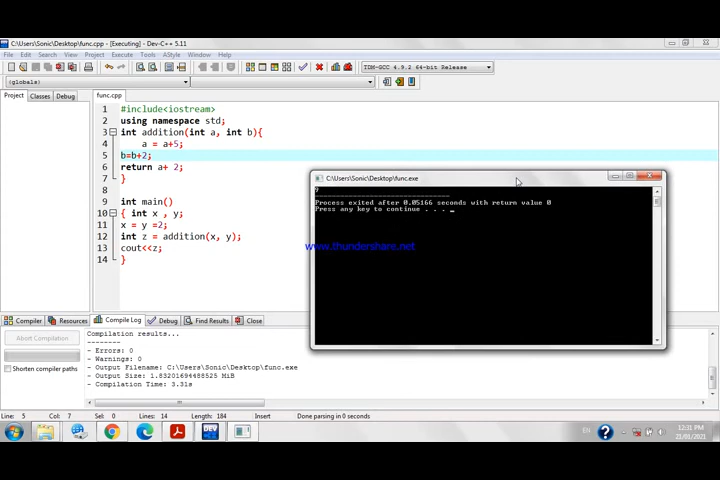 C:\Users\Sonic\Desktop\func.cpp - [Executing] - Dev-C++ 5.11
File Edit Search View Project Execute Tools AStyle Window Help
TDM-GCC 4.9.2 64-bit Release
(globals)
Project Classes Debug
func.cpp
1 #include<iostream>
2 using namespace std;
3 int addition(int a, int b){
4 a = a+5;
5 b=b+2;
6 return a+ 2;
7 }
8
9 int main()
10 { int x , y;
11 x = y =2;
12 int z = addition(x, y);
13 cout<<z;
14 }
C:\Users\Sonic\Desktop\func.exe
9
--------------------------------
Process exited after 0.05166 seconds with return value 0
Press any key to continue . . . _
www.thundershare.net
Compiler Resources Compile Log Debug Find Results Close
Abort Compilation
Shorten compiler paths
Compilation results...
--------
- Errors: 0
- Warnings: 0
- Output Filename: C:\Users\Sonic\Desktop\func.exe
- Output Size: 1.83201694488525 MiB
- Compilation Time: 3.31s
Line: 5 Col: 7 Sel: 0 Lines: 14 Length: 184 Insert Done parsing in 0 seconds
EN
12:31 PM
21/01/2021